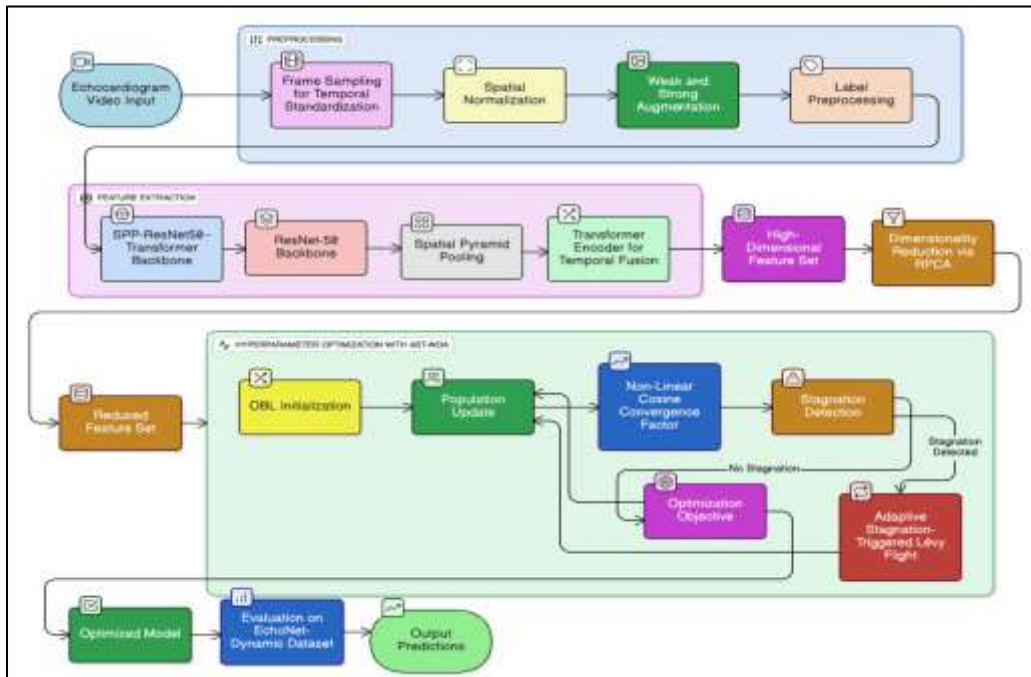 PREPROCESSING
Echocardiogram
Video Input
Frame Sampling
for Temporal
Standardization
Spatial
Normalization
Weak and
Strong
Augmentation
Label
Preprocessing
FEATURE EXTRACTION
SPP-ResNet50-
Transformer
Backbone
ResNet-50
Backbone
Spatial Pyramid
Pooling
Transformer
Encoder for
Temporal Fusion
High-
Dimensional
Feature Set
Dimensionality
Reduction via
RPCA
HYPERPARAMETER OPTIMIZATION WITH AST-WOA
Reduced
Feature Set
OBL Initialization
Population
Update
Non-Linear
Cosine
Convergence
Factor
Stagnation
Detection
Stagnation
Detected
No Stagnation
Optimization
Objective
Adaptive
Stagnation-
Triggered Lévy
Flight
Optimized Model
Evaluation on
EchoNet-
Dynamic Dataset
Output
Predictions